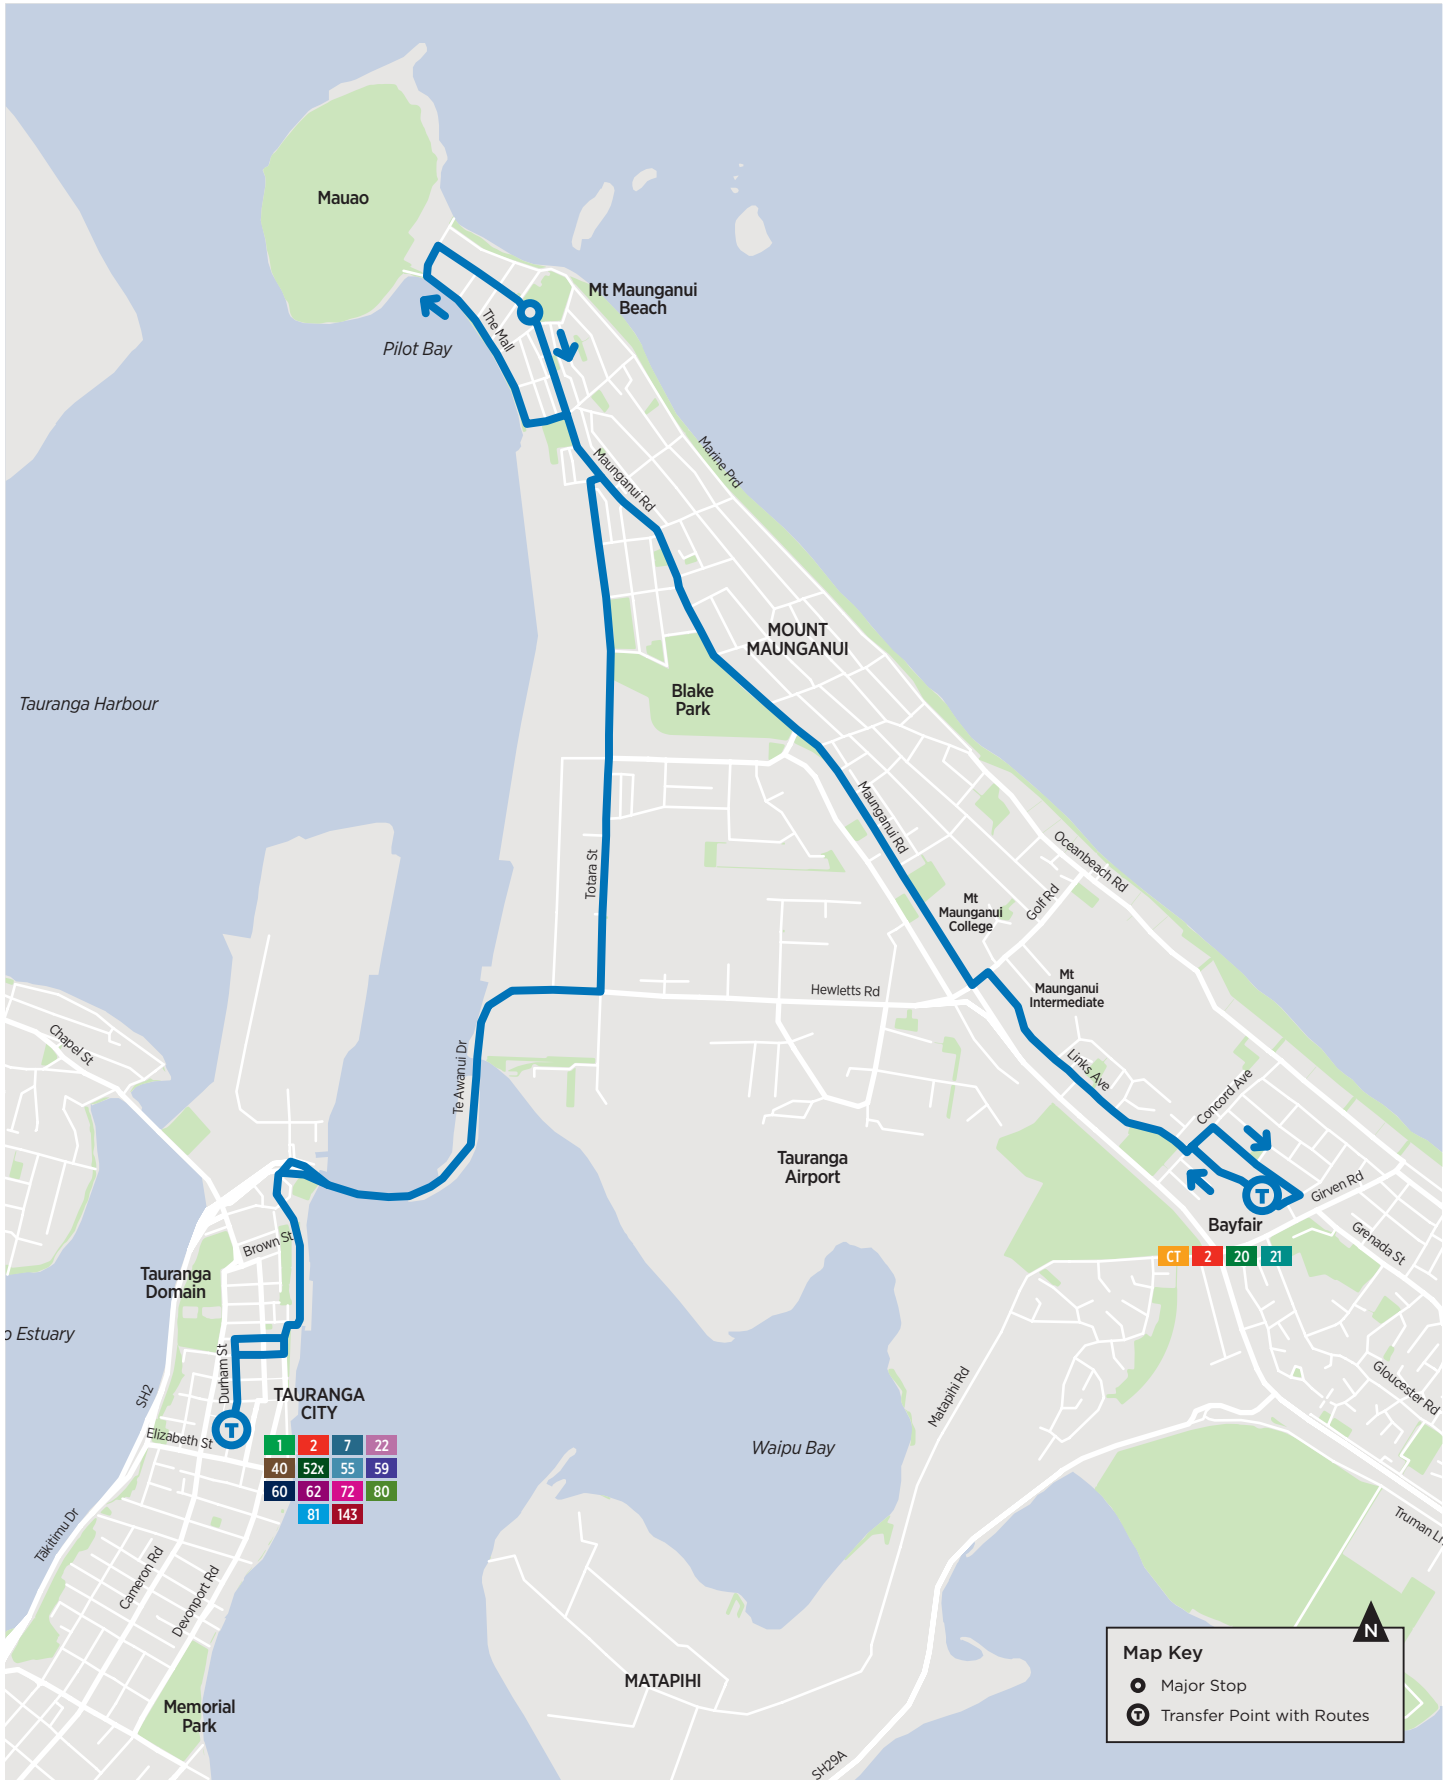 Mauao
Mt Maunganui
Beach
The Mall
Pilot Bay
Marine Prd
Maunganui Rd
MOUNT
MAUNGANUI
Blake
Park
Tauranga Harbour
Maunganui Rd
Oceanbeach Rd
Totara St
Golf Rd
Mt
Maunganui
College
Mt
Maunganui
Intermediate
Hewletts Rd
Chapel St
Te Awanui Dr
Links Ave
Concord Ave
Tauranga
Airport
Girven Rd
Bayfair
CT 2 20 21
Grenada St
Brown St
Tauranga
Domain
o Estuary
Durham St
SH2
TAURANGA
CITY
Elizabeth St
1 2 7 22
40 52x 55 59
60 62 72 80
81 143
Gloucester Rd
Matapihi Rd
Waipu Bay
Truman Ln
Tākitimu Dr
Cameron Rd
Devonport Rd
MATAPIHI
Memorial
Park
SH29A
N
Map Key
Major Stop
T Transfer Point with Routes
T
T